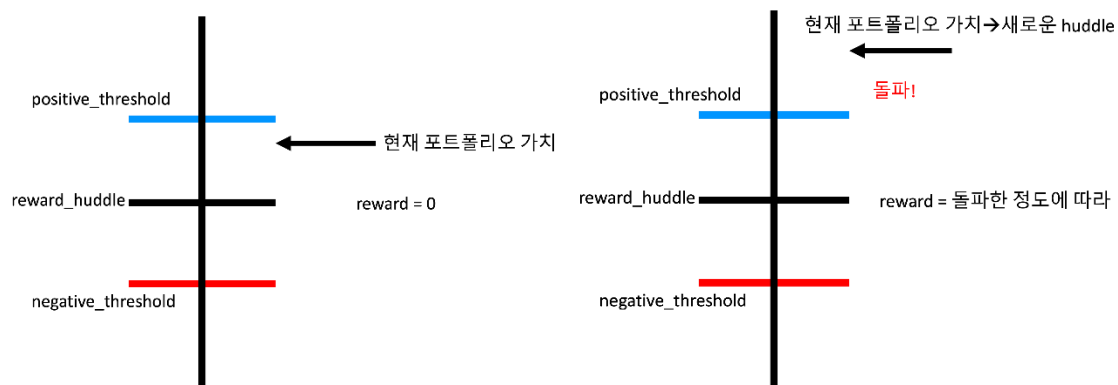 positive_threshold
현재 포트폴리오 가치
reward_huddle
reward = 0
negative_threshold
현재 포트폴리오 가치→새로운 huddle
돌파!
positive_threshold
reward_huddle
reward = 돌파한 정도에 따라
negative_threshold